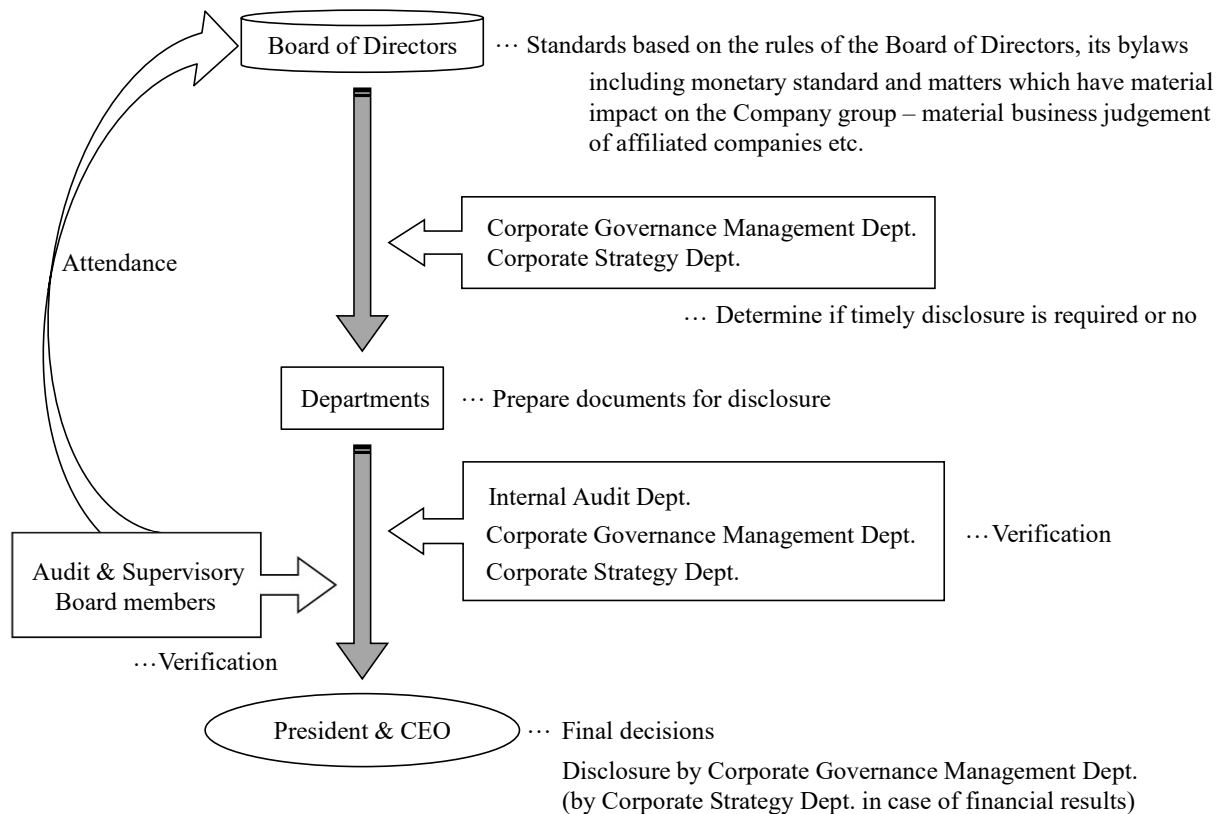 Board of Directors
… Standards based on the rules of the Board of Directors, its bylaws
including monetary standard and matters which have material
impact on the Company group – material business judgement
of affiliated companies etc.
Corporate Governance Management Dept.
Corporate Strategy Dept.
Attendance
… Determine if timely disclosure is required or no
Departments
… Prepare documents for disclosure
Internal Audit Dept.
Corporate Governance Management Dept.
Corporate Strategy Dept.
…Verification
Audit & Supervisory
Board members
…Verification
President & CEO
… Final decisions
Disclosure by Corporate Governance Management Dept.
(by Corporate Strategy Dept. in case of financial results)